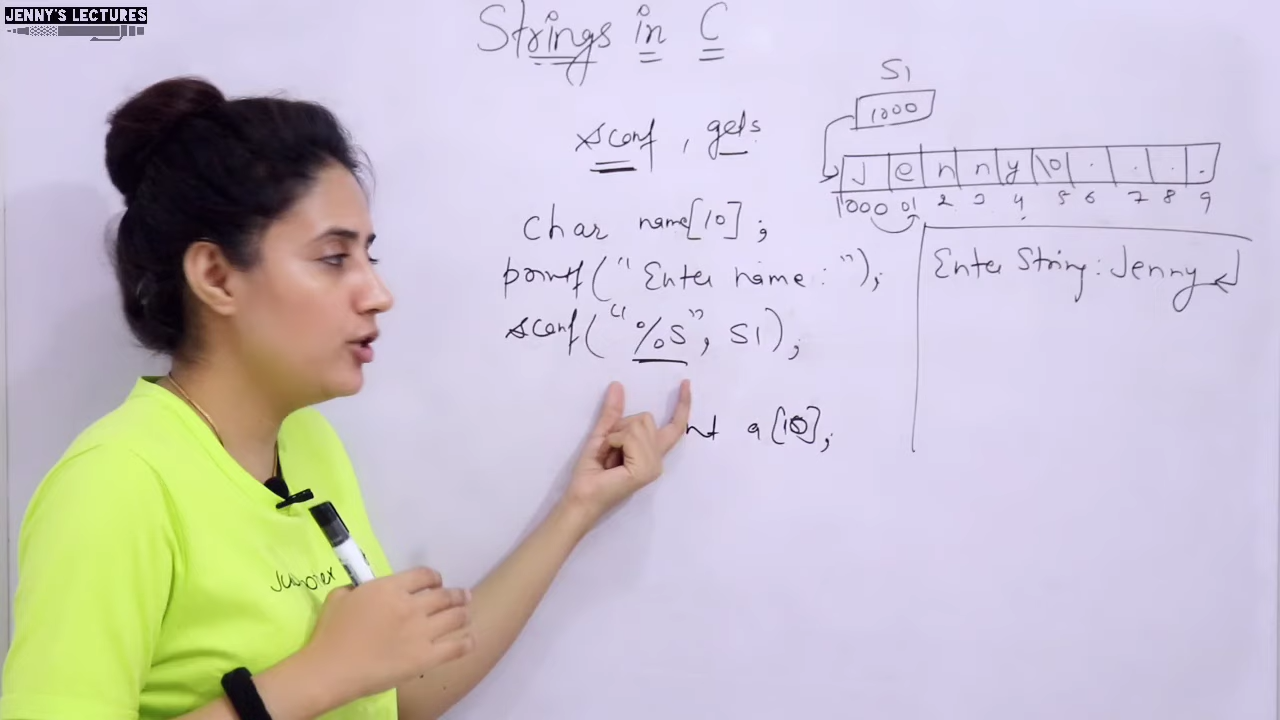 JENNY'S LECTURES
Strings in C
scanf, gets
char name[10];
printf("Enter name: ");
scanf("%s", S1);
nt a[10];
S1
1000
J e n n y \0 . . . .
1000 01 2 3 4 5 6 7 8 9
Enter String: Jenny ↵